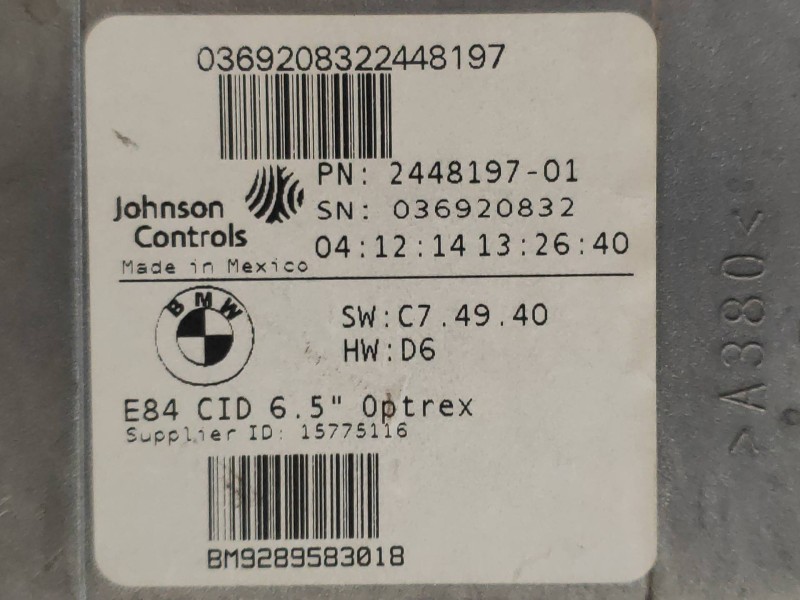 0369208322448197
PN: 2448197-01
SN: 036920832
Johnson Controls
04:12:14 13:26:40
Made in Mexico
BMW
SW:C7.49.40
HW:D6
E84 CID 6.5" Optrex
Supplier ID: 15775116
BM9289583018
>A380<